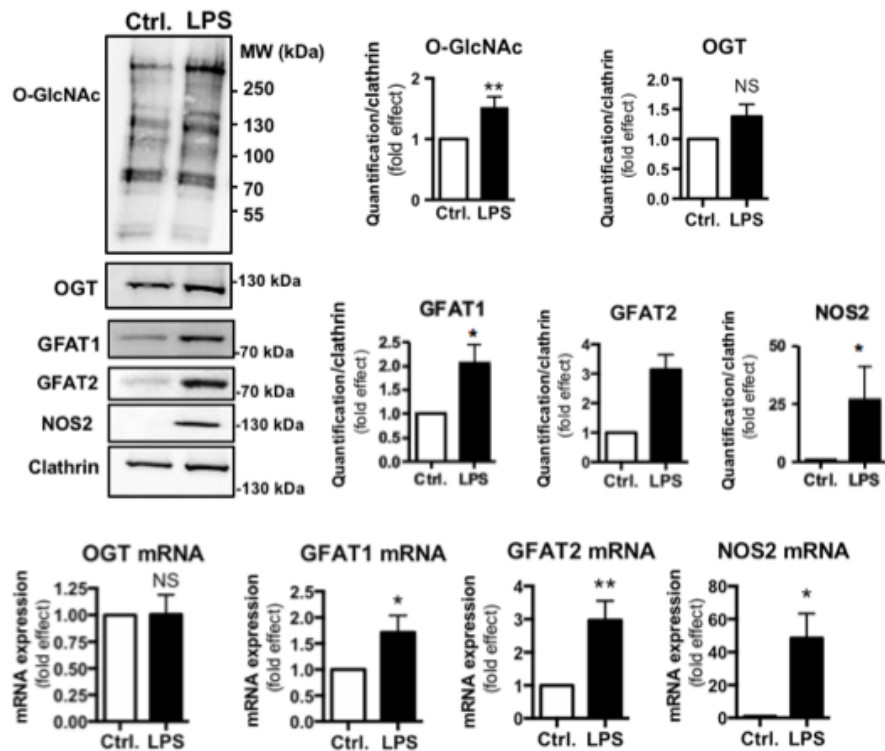 Ctrl. LPS
MW (kDa)
O-GlcNAc
250
130
100
70
55
OGT
-130 kDa
GFAT1
-70 kDa
GFAT2
-70 kDa
NOS2
-130 kDa
Clathrin
-130 kDa
O-GlcNAc
Quantification/clathrin
(fold effect)
2
1
0
**
Ctrl. LPS
OGT
Quantification/clathrin
(fold effect)
2.0
1.5
1.0
0.5
0.0
NS
Ctrl. LPS
GFAT1
Quantification/clathrin
(fold effect)
2.5
2.0
1.5
1.0
0.5
0.0
*
Ctrl. LPS
GFAT2
Quantification/clathrin
(fold effect)
4
3
2
1
0
Ctrl. LPS
NOS2
Quantification/clathrin
(fold effect)
50
25
0
*
Ctrl. LPS
OGT mRNA
mRNA expression
(fold effect)
1.25
1.00
0.75
0.50
0.25
0.00
NS
Ctrl. LPS
GFAT1 mRNA
mRNA expression
(fold effect)
2.5
2.0
1.5
1.0
0.5
0.0
*
Ctrl. LPS
GFAT2 mRNA
mRNA expression
(fold effect)
4
3
2
1
0
**
Ctrl. LPS
NOS2 mRNA
mRNA expression
(fold effect)
80
60
40
20
0
*
Ctrl. LPS